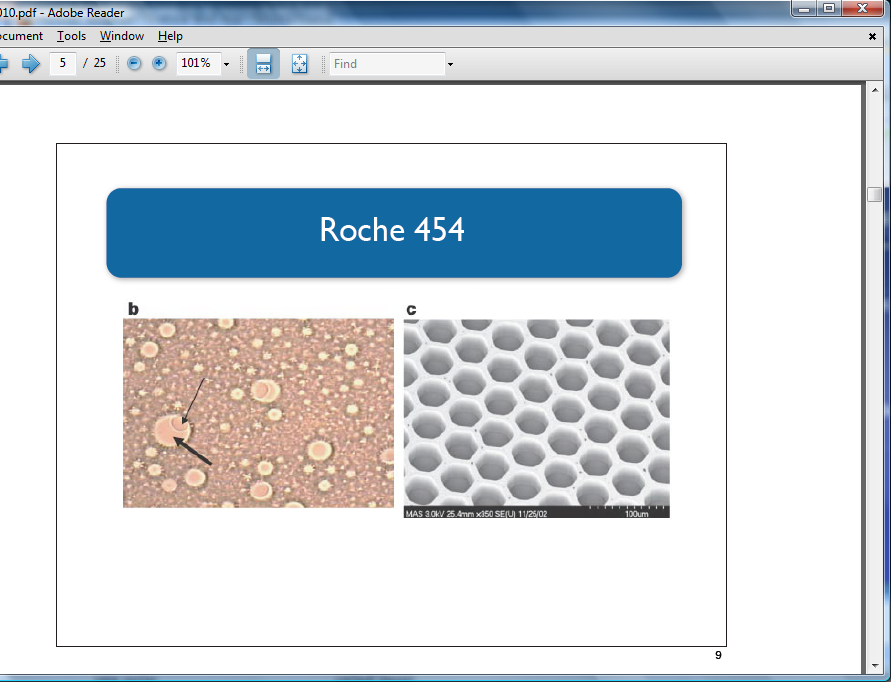 010.pdf - Adobe Reader
ocument Tools Window Help
5 / 25 101% Find
Roche 454
b c
MAS 3.0kV 25.4mm x350 SE(U) 11/25/02 100um
9